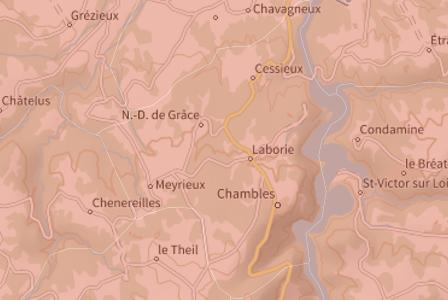 Chavagneux
Grézieux
Cessieux
Châtelus
N.-D. de Grâce
Condamine
Laborie
le Bréat
Meyrieux
St-Victor sur Loi
Chambles
Chenereilles
le Theil